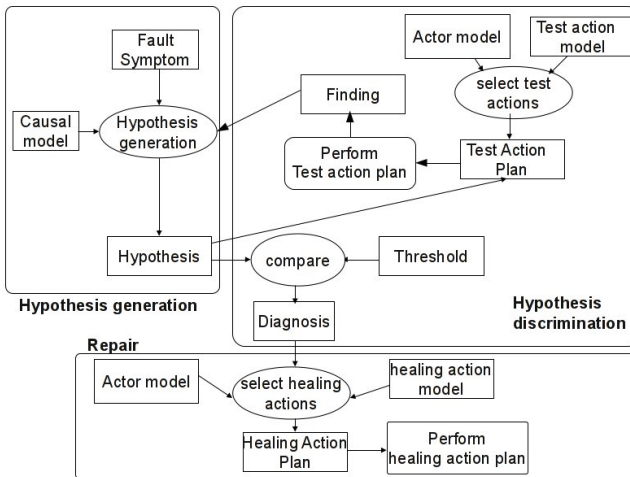 Fault
Symptom
Causal
model
Hypothesis
generation
Hypothesis
Hypothesis generation
Actor model
Test action
model
select test
actions
Finding
Perform
Test action plan
Test Action
Plan
compare
Threshold
Diagnosis
Hypothesis
discrimination
Repair
Actor model
select healing
actions
healing action
model
Healing Action
Plan
Perform
healing action plan